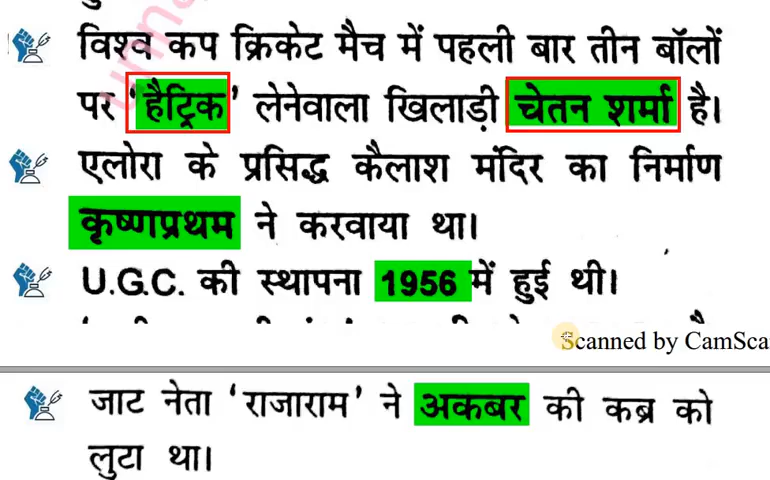 विश्व कप क्रिकेट मैच में पहली बार तीन बॉलों
पर 'हैट्रिक' लेनेवाला खिलाड़ी चेतन शर्मा है।
एलोरा के प्रसिद्ध कैलाश मंदिर का निर्माण
कृष्णप्रथम ने करवाया था।
U.G.C. की स्थापना 1956 में हुई थी।
Scanned by CamSca
जाट नेता 'राजाराम' ने अकबर की कब्र को
लुटा था।